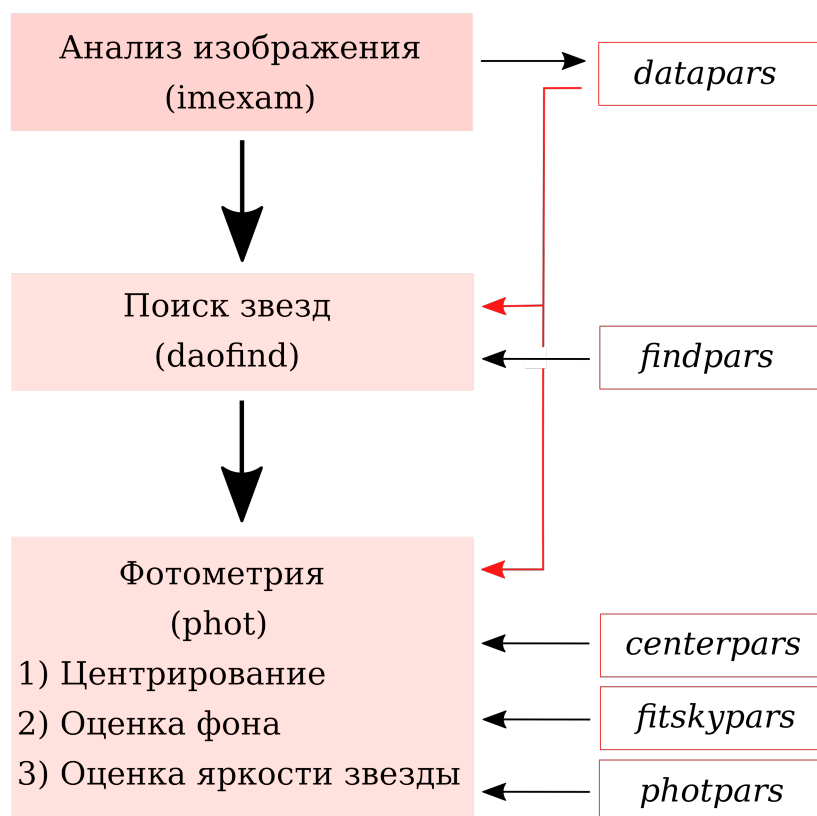 Анализ изображения
(imexam)
datapars
Поиск звезд
(daofind)
findpars
Фотометрия
(phot)
1) Центрирование
2) Оценка фона
3) Оценка яркости звезды
centerpars
fitskypars
photpars